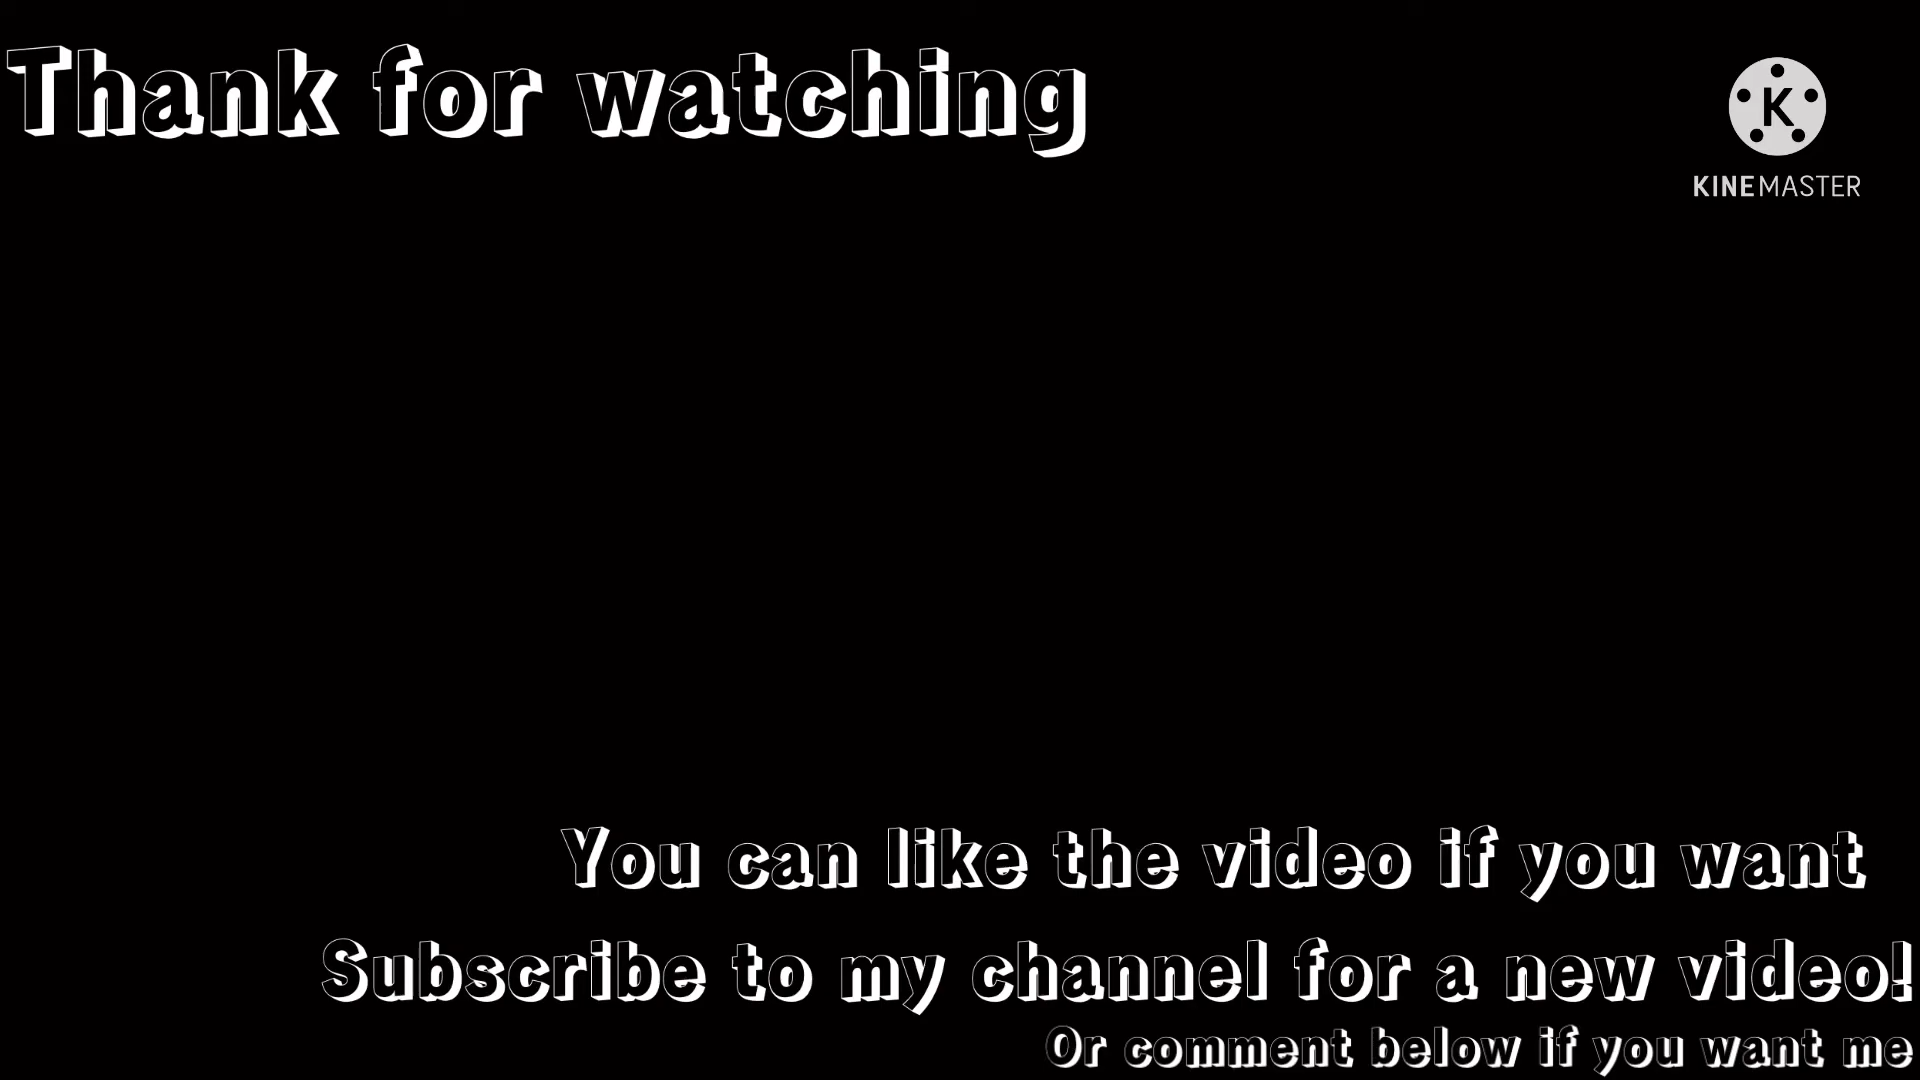 Thank for watching
K
KINEMASTER
You can like the video if you want
Subscribe to my channel for a new video!
Or comment below if you want me